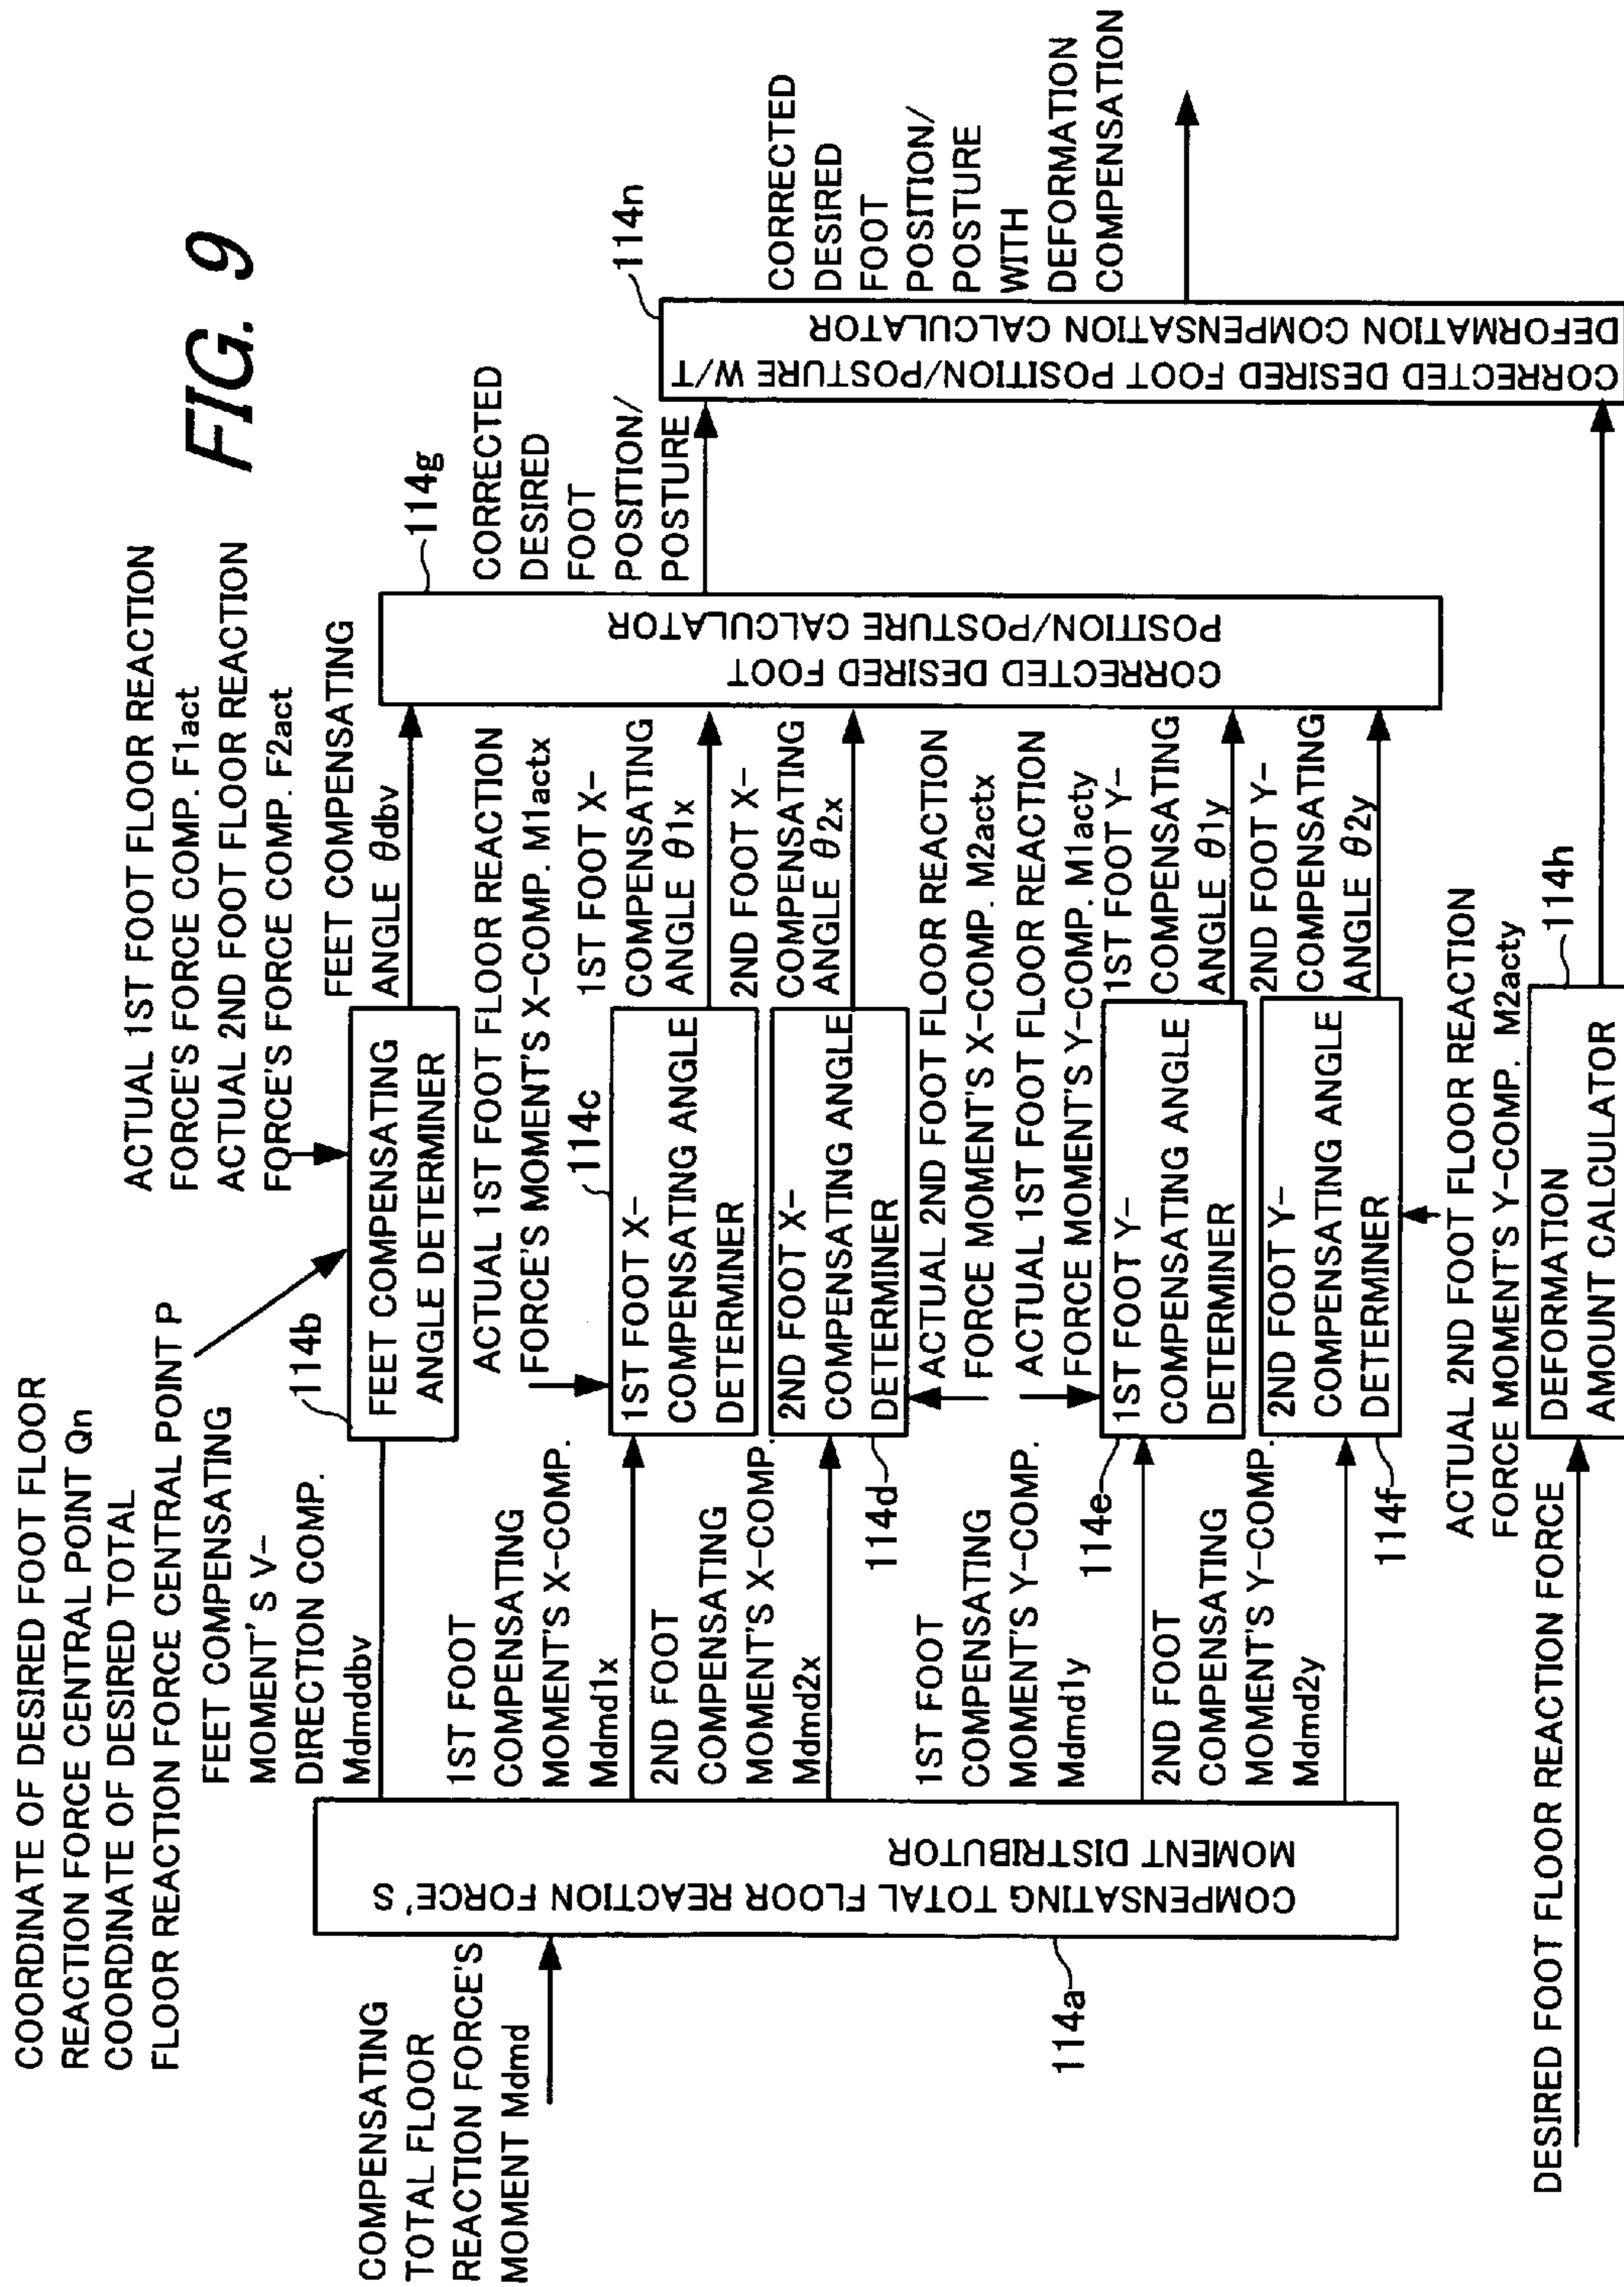 FIG. 9
COORDINATE OF DESIRED FOOT FLOOR
REACTION FORCE CENTRAL POINT Qn
COORDINATE OF DESIRED TOTAL
FLOOR REACTION FORCE CENTRAL POINT P
ACTUAL 1ST FOOT FLOOR REACTION
FORCE'S FORCE COMP. F1act
ACTUAL 2ND FOOT FLOOR REACTION
FORCE'S FORCE COMP. F2act
COMPENSATING
TOTAL FLOOR
REACTION FORCE'S
MOMENT Mdmd
COMPENSATING TOTAL FLOOR REACTION FORCE'S
MOMENT DISTRIBUTOR
114a
FEET COMPENSATING
MOMENT'S V-
DIRECTION COMP.
Mdmddbv
114b
FEET COMPENSATING
ANGLE DETERMINER
FEET COMPENSATING
ANGLE θdbv
1ST FOOT
COMPENSATING
MOMENT'S X-COMP.
Mdmd1x
ACTUAL 1ST FOOT FLOOR REACTION
FORCE'S MOMENT'S X-COMP. M1actx
114c
1ST FOOT X-
COMPENSATING ANGLE
DETERMINER
1ST FOOT X-
COMPENSATING
ANGLE θ1x
2ND FOOT
COMPENSATING
MOMENT'S X-COMP.
Mdmd2x
2ND FOOT X-
COMPENSATING ANGLE
DETERMINER
114d
2ND FOOT X-
COMPENSATING
ANGLE θ2x
ACTUAL 2ND FOOT FLOOR REACTION
FORCE MOMENT'S X-COMP. M2actx
ACTUAL 1ST FOOT FLOOR REACTION
FORCE MOMENT'S Y-COMP. M1acty
1ST FOOT
COMPENSATING
MOMENT'S Y-COMP.
Mdmd1y
114e
1ST FOOT Y-
COMPENSATING ANGLE
DETERMINER
1ST FOOT Y-
COMPENSATING
ANGLE θ1y
2ND FOOT
COMPENSATING
MOMENT'S Y-COMP.
Mdmd2y
2ND FOOT Y-
COMPENSATING ANGLE
DETERMINER
114f
2ND FOOT Y-
COMPENSATING
ANGLE θ2y
ACTUAL 2ND FOOT FLOOR REACTION
FORCE MOMENT'S Y-COMP. M2acty
114g
CORRECTED DESIRED FOOT
POSITION/POSTURE CALCULATOR
CORRECTED
DESIRED
FOOT
POSITION/
POSTURE
DESIRED FOOT FLOOR REACTION FORCE
DEFORMATION
AMOUNT CALCULATOR
114h
114n
CORRECTED DESIRED FOOT POSITION/POSTURE W/T
DEFORMATION COMPENSATION CALCULATOR
CORRECTED
DESIRED
FOOT
POSITION/
POSTURE
WITH
DEFORMATION
COMPENSATION